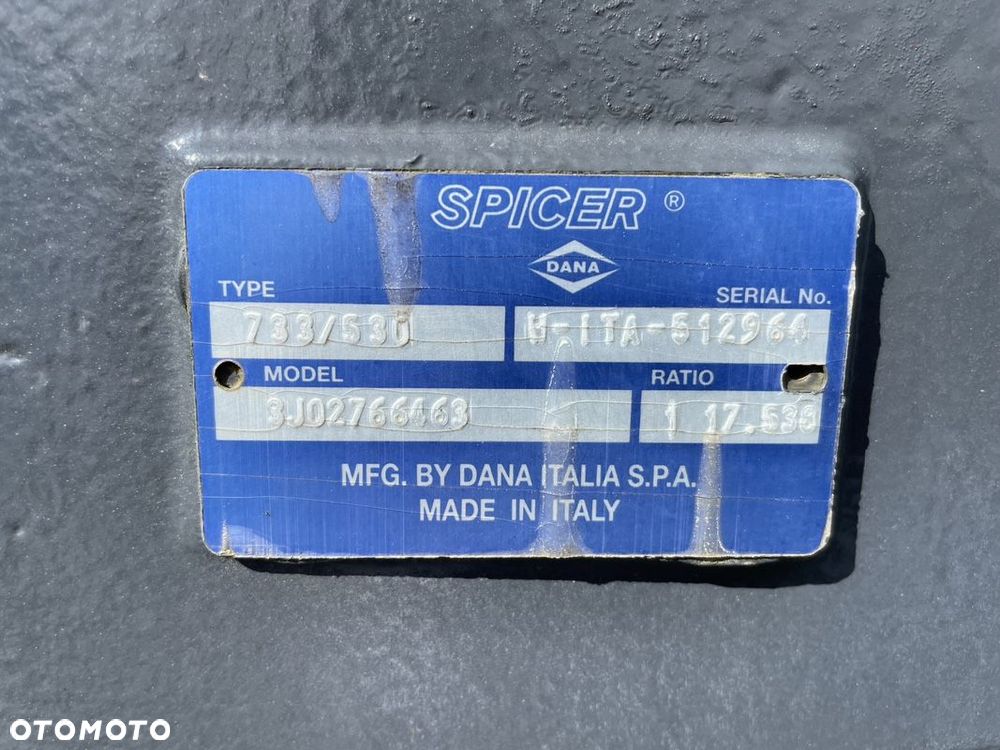 SPICER ®
DANA
TYPE
SERIAL No.
733/530
H-ITA-512964
MODEL
RATIO
3J02766463
1 17.538
MFG. BY DANA ITALIA S.P.A.
MADE IN ITALY
OTOMOTO